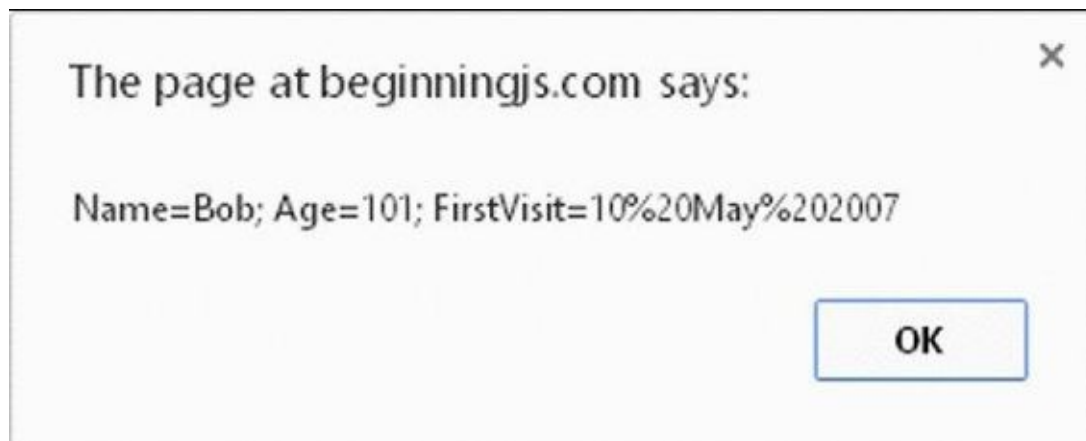 The page at beginningjs.com says:
Name=Bob; Age=101; FirstVisit=10%20May%202007
OK